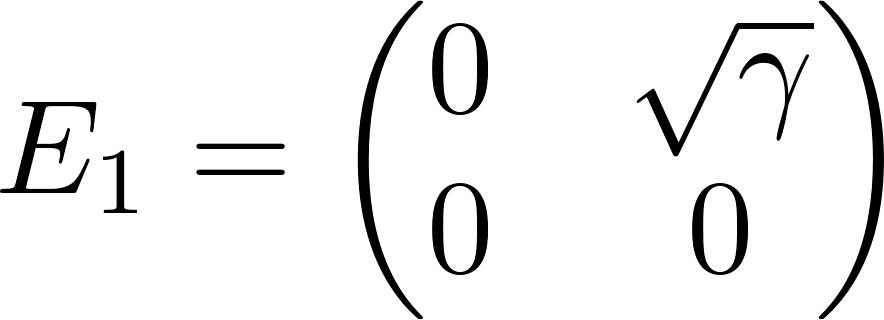 E_1 = \begin{pmatrix} 0 & \sqrt{\gamma} \\ 0 & 0 \end{pmatrix}